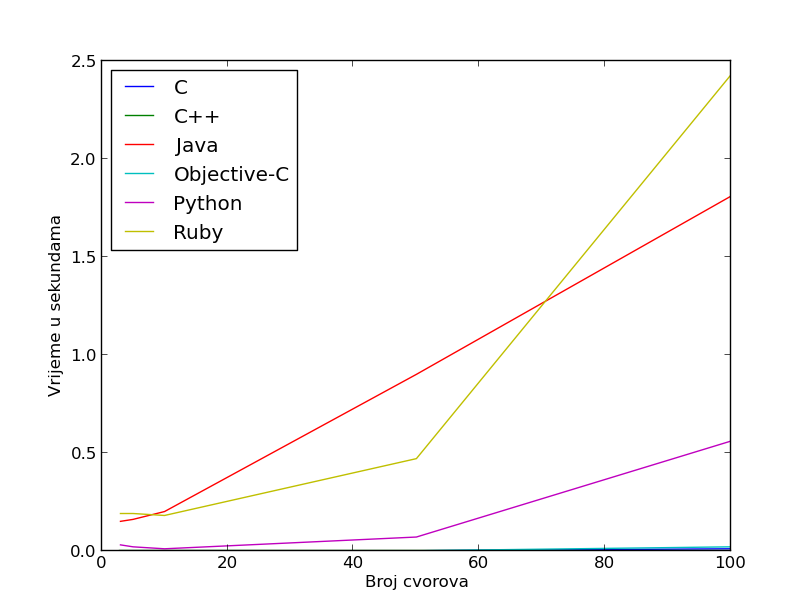 2.5
2.0
1.5
1.0
0.5
0.0
Vrijeme u sekundama
C
C++
Java
Objective-C
Python
Ruby
0 20 40 60 80 100
Broj cvorova